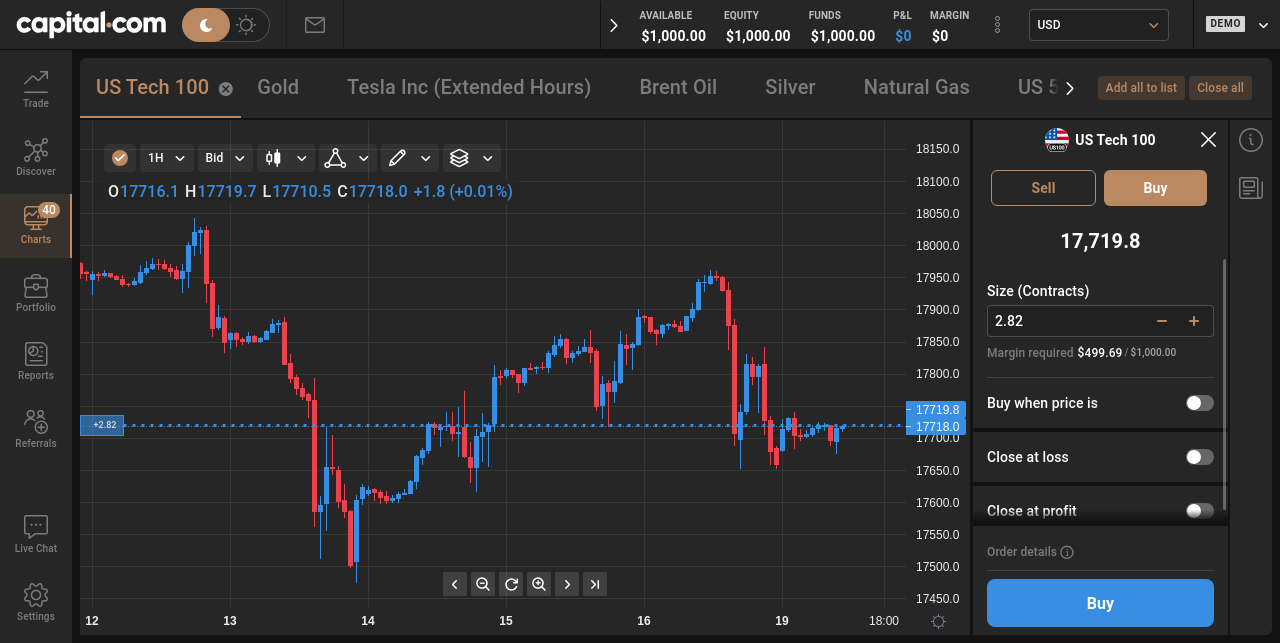 capital.com
AVAILABLE EQUITY FUNDS P&L MARGIN
$1,000.00 $1,000.00 $1,000.00 $0 $0
USD
DEMO
Trade
Discover
40
Charts
Portfolio
Reports
Referrals
Live Chat
Settings
US Tech 100 Gold Tesla Inc (Extended Hours) Brent Oil Silver Natural Gas US 5
Add all to list Close all
1H Bid
O17716.1 H17719.7 L17710.5 C17718.0 +1.8 (+0.01%)
+2.82
18150.0
18100.0
18050.0
18000.0
17950.0
17900.0
17850.0
17800.0
17719.8
17718.0
17700.0
17650.0
17600.0
17550.0
17500.0
17450.0
12 13 14 15 16 19 18:00
US100
US Tech 100
Sell Buy
17,719.8
Size (Contracts)
2.82
Margin required $499.69 / $1,000.00
Buy when price is
Close at loss
Close at profit
Order details
Buy